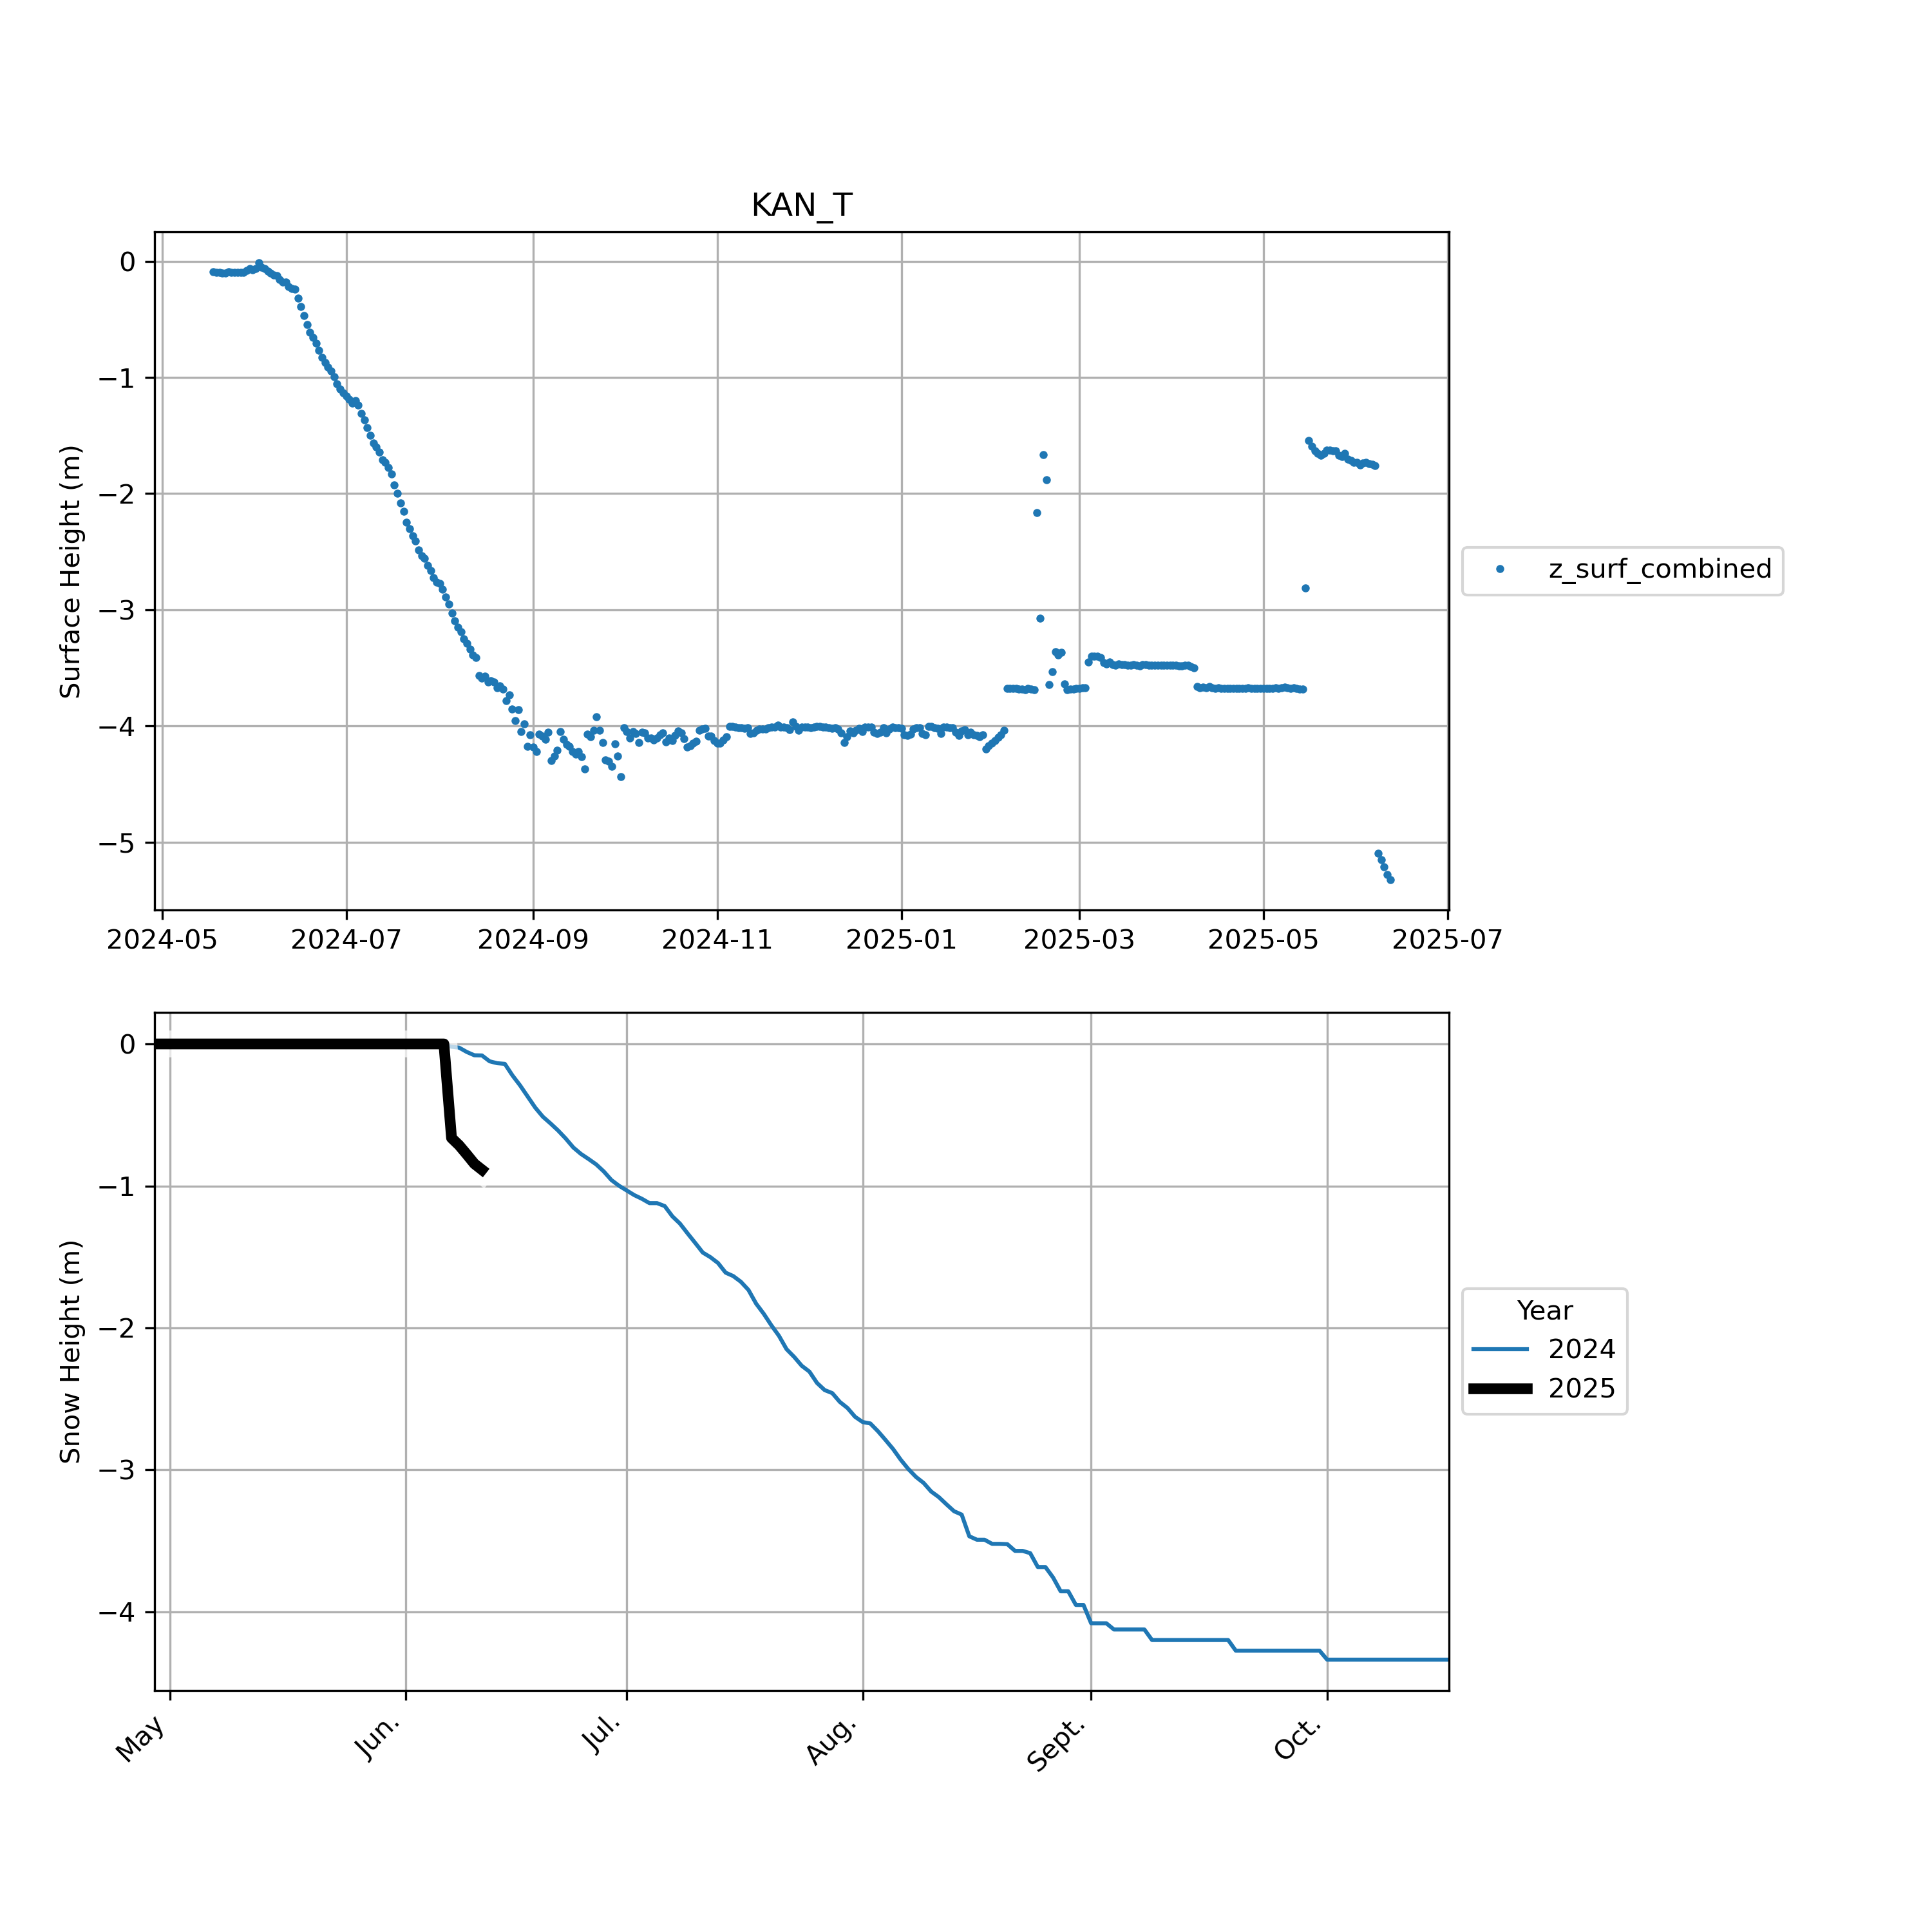 KAN_T
Surface Height (m)
0
−1
−2
−3
−4
−5
2024-05 2024-07 2024-09 2024-11 2025-01 2025-03 2025-05 2025-07
z_surf_combined
Snow Height (m)
0
−1
−2
−3
−4
May Jun. Jul. Aug. Sept. Oct.
Year
2024
2025